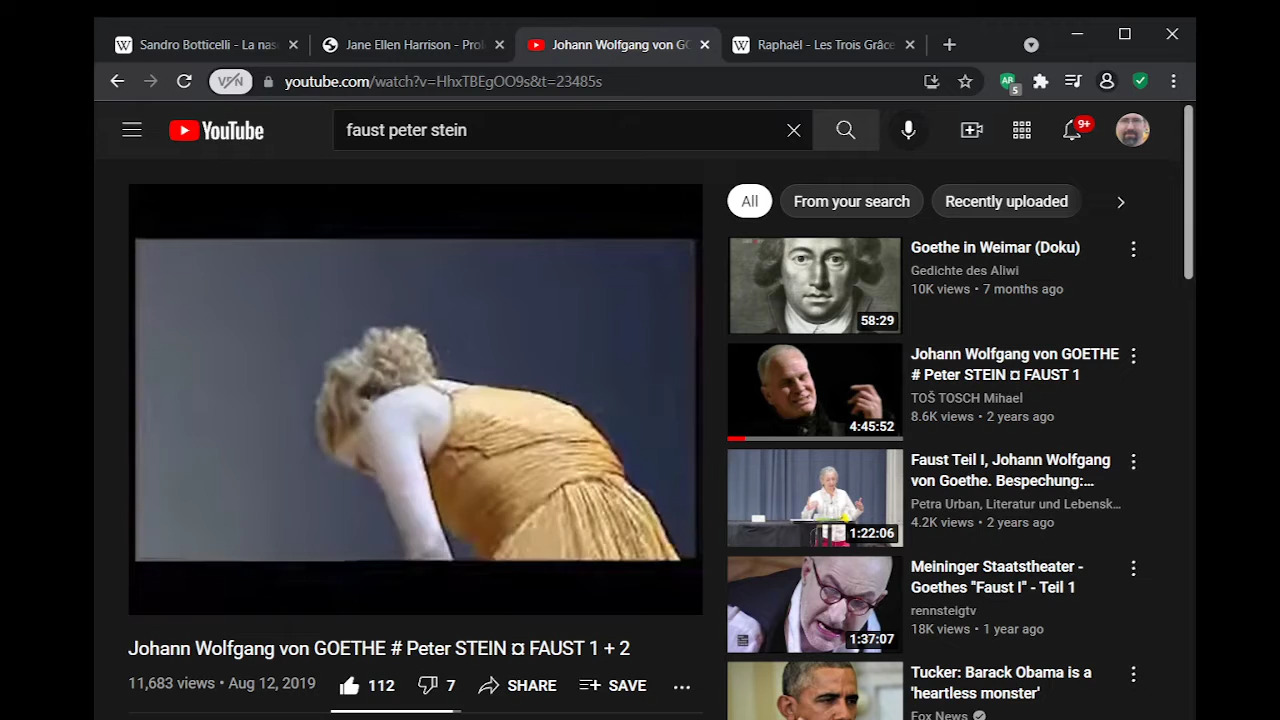 Sandro Botticelli - La nas
Jane Ellen Harrison - Prol
Johann Wolfgang von GO
Raphaël - Les Trois Grâce
VPN
youtube.com/watch?v=HhxTBEgOO9s&t=23485s
5
YouTube
faust peter stein
9+
All
From your search
Recently uploaded
Goethe in Weimar (Doku)
Gedichte des Aliwi
10K views • 7 months ago
58:29
Johann Wolfgang von GOETHE
# Peter STEIN ¤ FAUST 1
TOŠ TOSCH Mihael
8.6K views • 2 years ago
4:45:52
Faust Teil I, Johann Wolfgang
von Goethe. Bespechung:...
Petra Urban, Literatur und Lebensk...
4.2K views • 2 years ago
1:22:06
Meininger Staatstheater -
Goethes "Faust I" - Teil 1
rennsteigtv
18K views • 1 year ago
1:37:07
Tucker: Barack Obama is a
'heartless monster'
Fox News
Johann Wolfgang von GOETHE # Peter STEIN ¤ FAUST 1 + 2
11,683 views • Aug 12, 2019
112
7
SHARE
SAVE